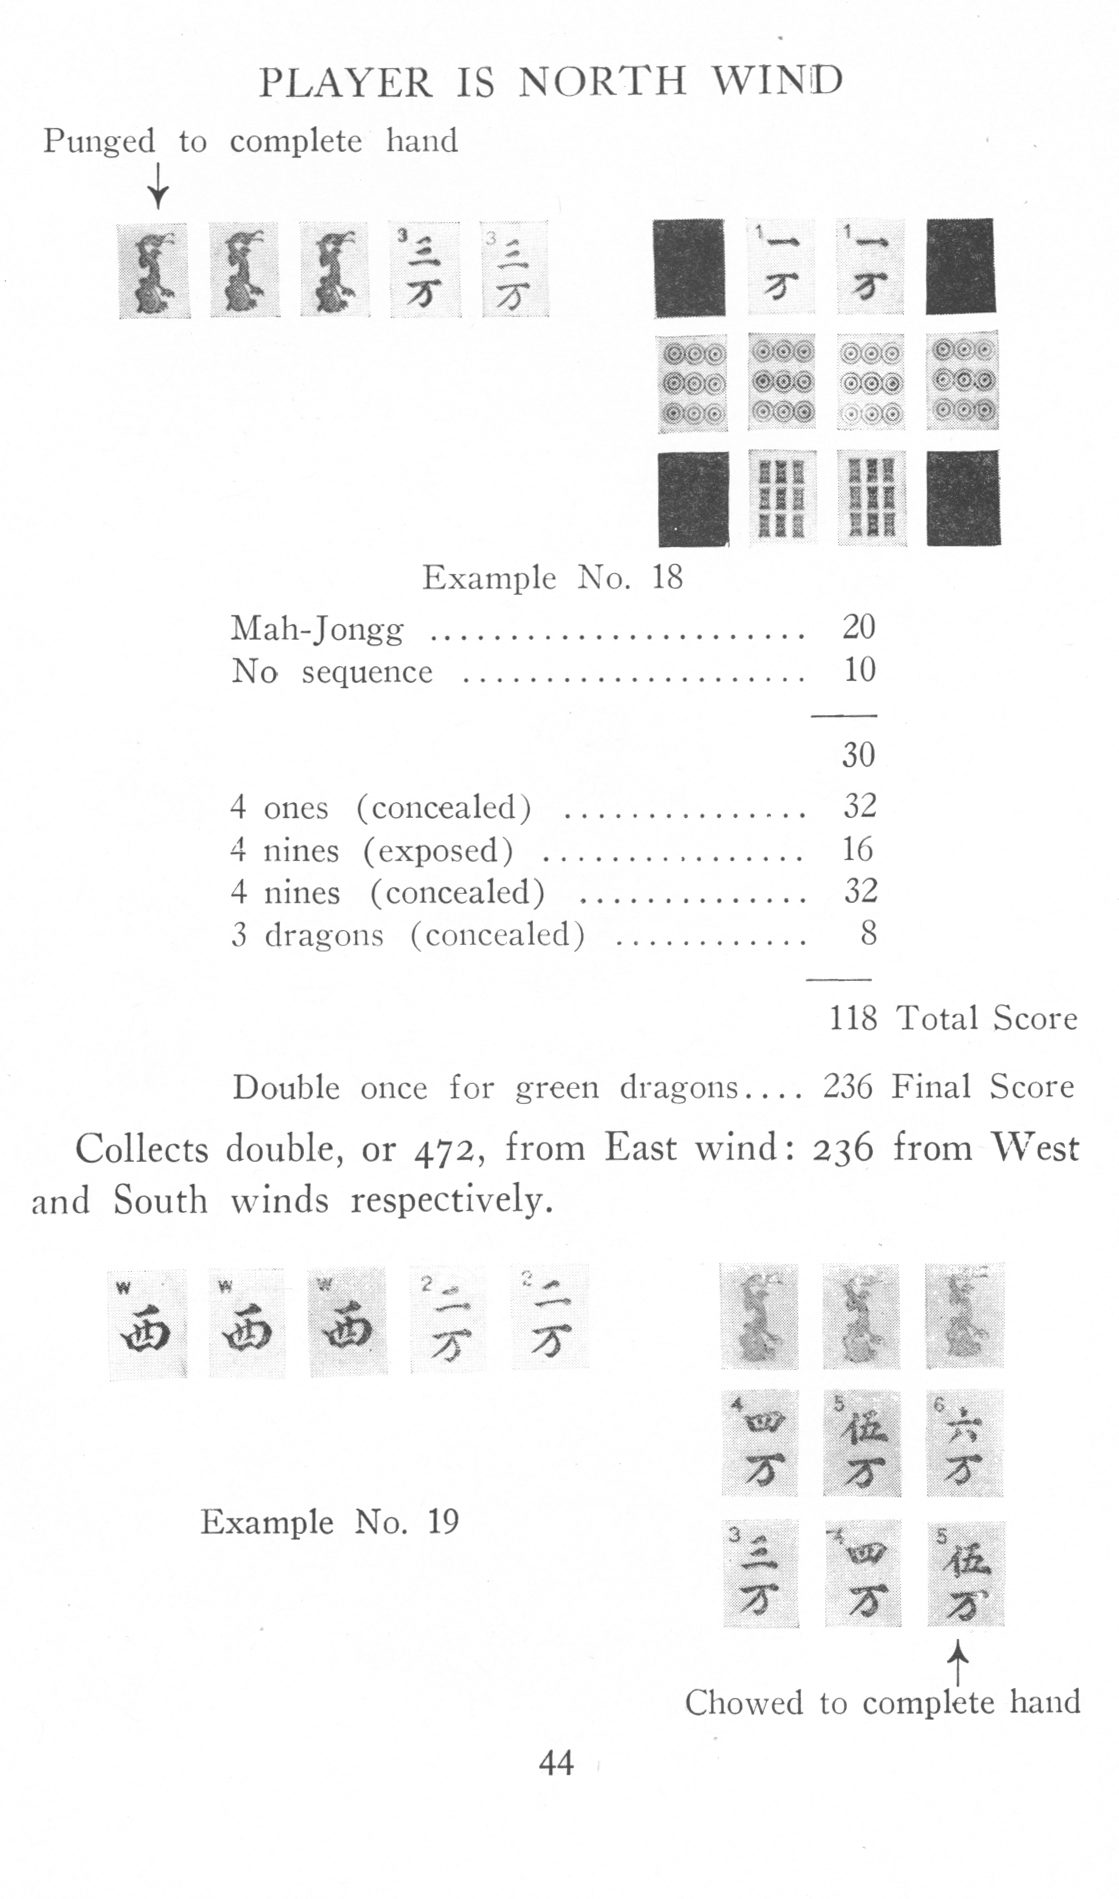 PLAYER IS NORTH WIND
Punged to complete hand
3 三万 3 三万
1 一万 1 一万
Example No. 18
Mah-Jongg ........................ 20
No sequence ...................... 10
30
4 ones (concealed) ............... 32
4 nines (exposed) ................ 16
4 nines (concealed) .............. 32
3 dragons (concealed) ............ 8
118 Total Score
Double once for green dragons.... 236 Final Score
Collects double, or 472, from East wind: 236 from West
and South winds respectively.
W 西 W 西 W 西 2 二万 2 二万
4 四万 5 伍万 6 六万
Example No. 19
3 三万 4 四万 5 伍万
Chowed to complete hand
44